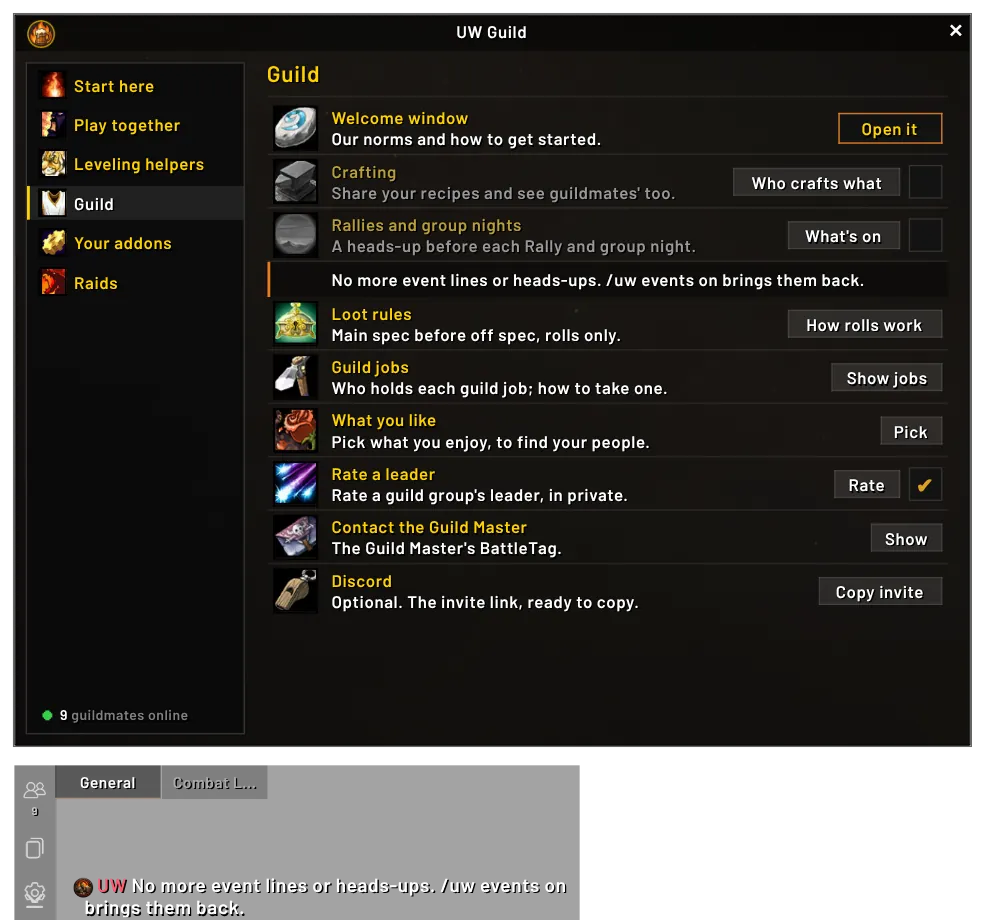 UW Guild
Start here
Play together
Leveling helpers
Guild
Your addons
Raids
9 guildmates online
Guild
Welcome window
Our norms and how to get started.
Open it
Crafting
Share your recipes and see guildmates' too.
Who crafts what
Rallies and group nights
A heads-up before each Rally and group night.
What's on
No more event lines or heads-ups. /uw events on brings them back.
Loot rules
Main spec before off spec, rolls only.
How rolls work
Guild jobs
Who holds each guild job; how to take one.
Show jobs
What you like
Pick what you enjoy, to find your people.
Pick
Rate a leader
Rate a guild group's leader, in private.
Rate
Contact the Guild Master
The Guild Master's BattleTag.
Show
Discord
Optional. The invite link, ready to copy.
Copy invite
General
Combat L...
9
UW No more event lines or heads-ups. /uw events on
brings them back.